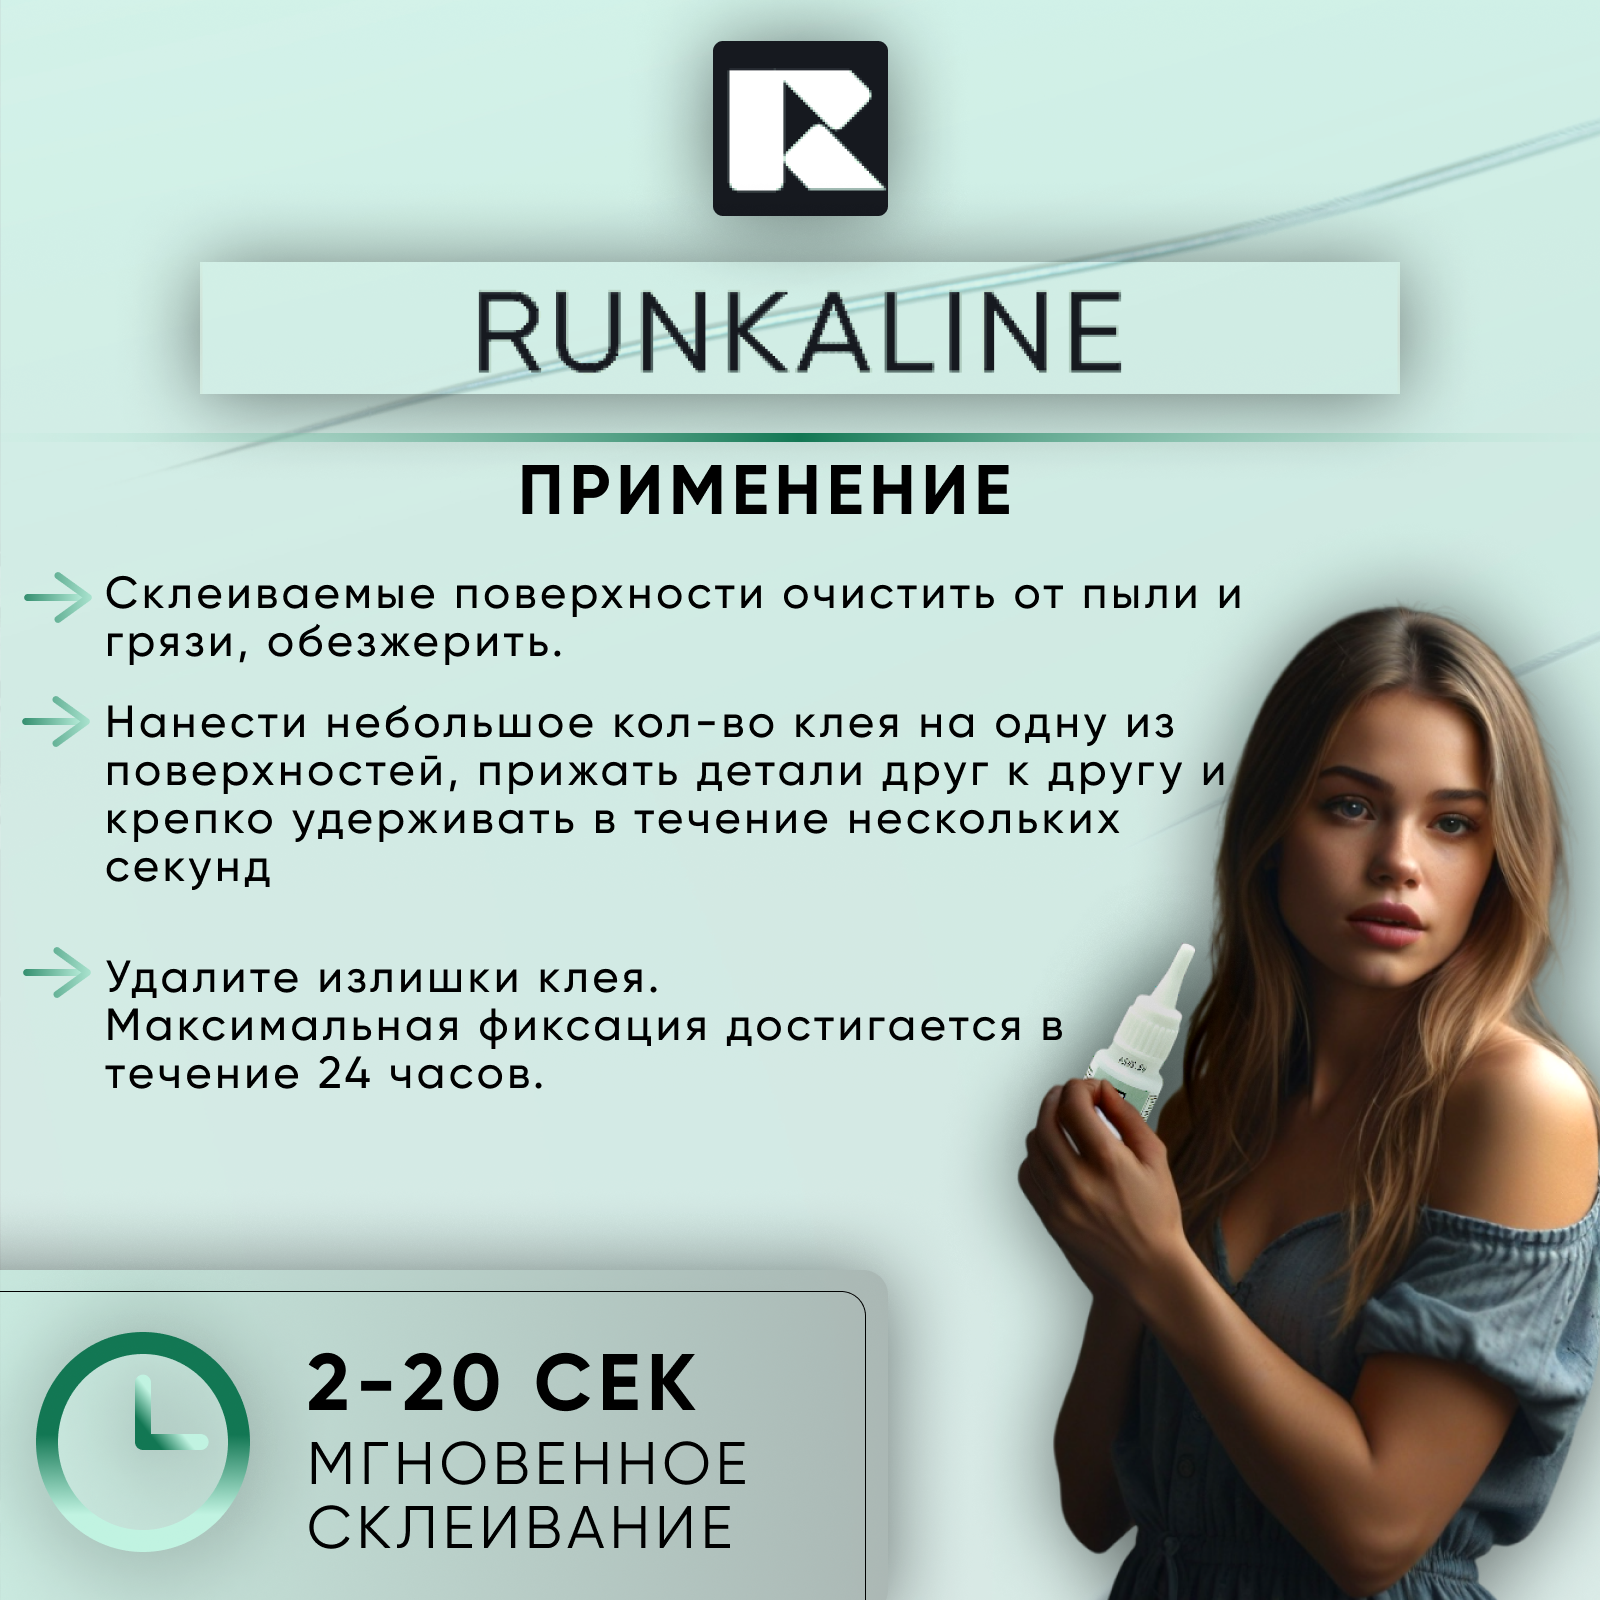 RUNKALINE
ПРИМЕНЕНИЕ
Склеиваемые поверхности очистить от пыли и
грязи, обезжерить.
Нанести небольшое кол-во клея на одну из
поверхностей, прижать детали друг к другу и
крепко удерживать в течение нескольких
секунд
Удалите излишки клея.
Максимальная фиксация достигается в
течение 24 часов.
2-20 СЕК
МГНОВЕННОЕ
СКЛЕИВАНИЕ